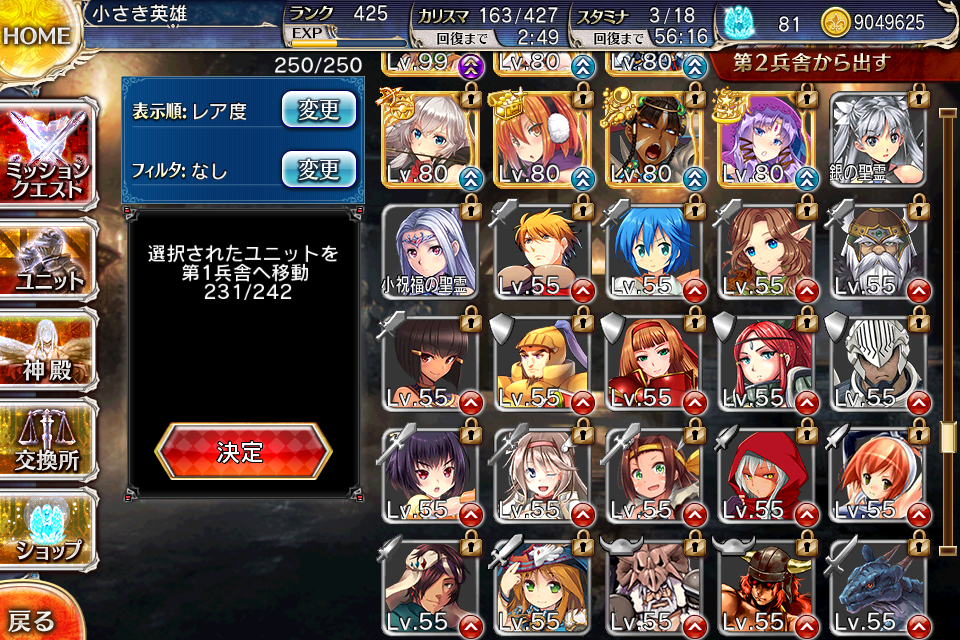 HOME
小さき英雄
ランク 425
EXP
カリスマ 163/427
回復まで 2:49
スタミナ 3/18
回復まで 56:16
81
9049625
250/250
第2兵舎から出す
表示順: レア度
変更
フィルタ: なし
変更
選択されたユニットを
第1兵舎へ移動
231/242
決定
ミッション
クエスト
ユニット
神殿
交換所
ショップ
戻る
Lv.99 Lv.80 Lv.80
Lv.80 Lv.80 Lv.80 Lv.80 銀の聖霊
小祝福の聖霊 Lv.55 Lv.55 Lv.55 Lv.55
Lv.55 Lv.55 Lv.55 Lv.55 Lv.55
Lv.55 Lv.55 Lv.55 Lv.55 Lv.55
Lv.55 Lv.55 Lv.55 Lv.55 Lv.55